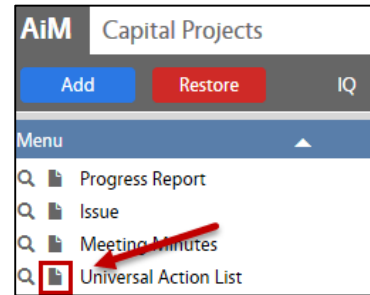 AiM Capital Projects
Add Restore IQ
Menu
Progress Report
Issue
Meeting Minutes
Universal Action List